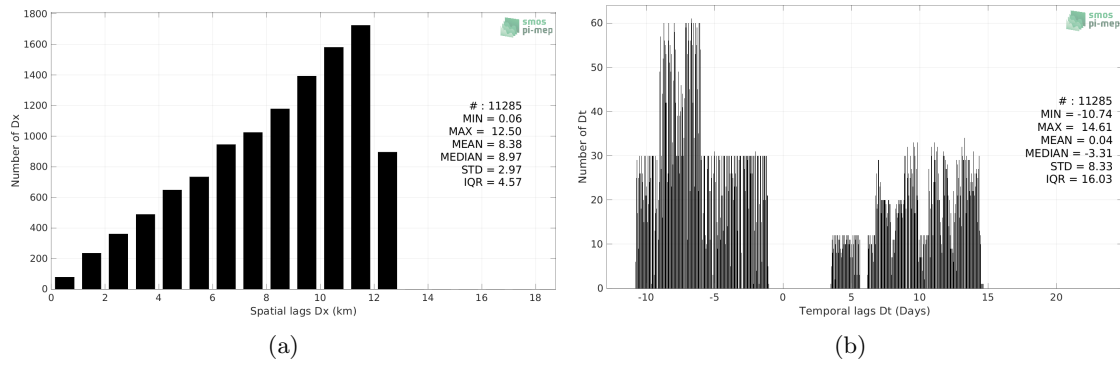 1800
1600
1400
1200
1000
800
600
400
200
0
Number of Dx
smos
pi-mep
# : 11285
MIN = 0.06
MAX = 12.50
MEAN = 8.38
MEDIAN = 8.97
STD = 2.97
IQR = 4.57
0 2 4 6 8 10 12 14 16 18
Spatial lags Dx (km)
(a)
60
50
40
30
20
10
0
Number of Dt
smos
pi-mep
# : 11285
MIN = -10.74
MAX = 14.61
MEAN = 0.04
MEDIAN = -3.31
STD = 8.33
IQR = 16.03
-10 -5 0 5 10 15 20
Temporal lags Dt (Days)
(b)